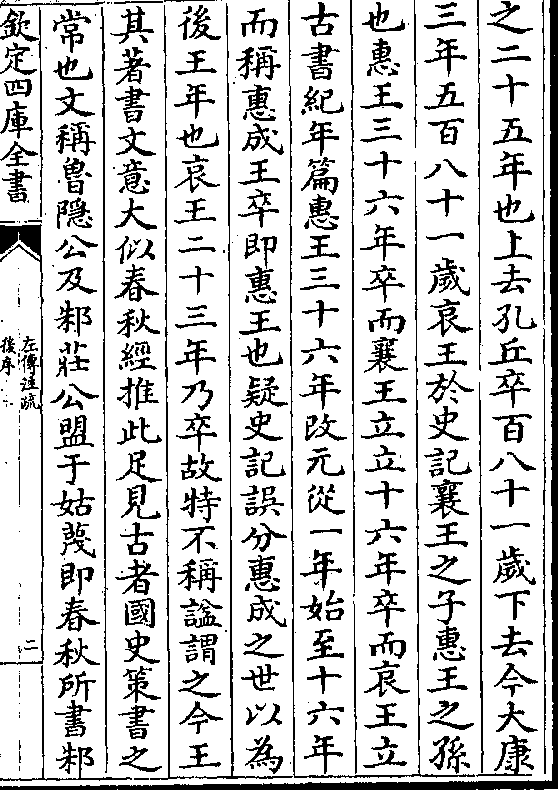 之二十五年也上去孔丘卒百八十一歲下去今大康
三年五百八十一歲哀王於史記襄王之子惠王之孫
也惠王三十六年卒而襄王立立十六年卒而哀王立
古書紀年篇惠王三十六年改元從一年始至十六年
而稱惠成王卒即惠王也疑史記誤分惠成之世以為
後王年也哀王二十三年乃卒故特不稱諡謂之今王
其著書文意大似春秋經推此足見古者國史策書之
常也文稱魯隠公及邾莊公盟于姑蔑即春秋所書邾
欽定四庫全書
左傳注疏
後序
二